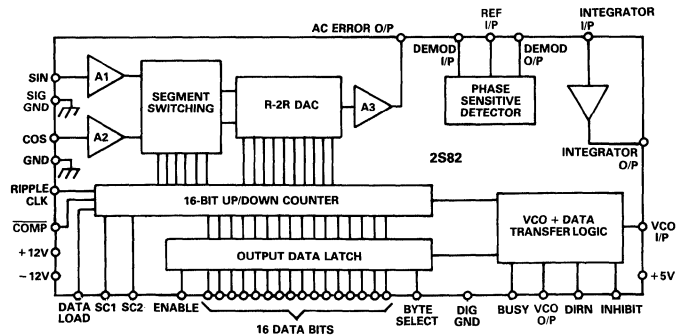 AC ERROR O/P
REF
I/P
INTEGRATOR
I/P
DEMOD
I/P
DEMOD
O/P
SIN
SIG
GND
COS
GND
RIPPLE
CLK
COMP
+12V
~12V
A1
A2
SEGMENT
SWITCHING
R-2R DAC
A3
PHASE
SENSITIVE
DETECTOR
2S82
INTEGRATOR
O/P
16-BIT UP/DOWN COUNTER
OUTPUT DATA LATCH
VCO + DATA
TRANSFER LOGIC
VCO
I/P
+5V
DATA
LOAD
SC1
SC2
ENABLE
16 DATA BITS
BYTE
SELECT
DIG
GND
BUSY
VCO
O/P
DIRN
INHIBIT